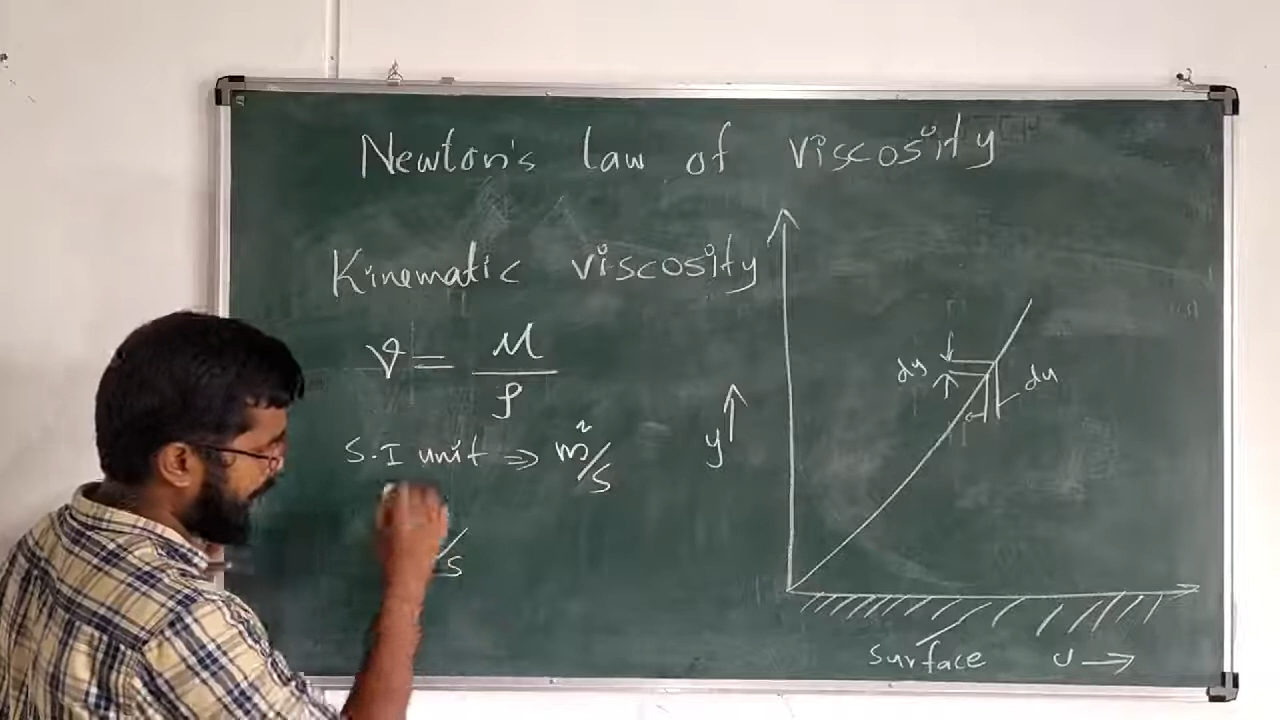 Newton's law of viscosity
Kinematic viscosity
ν = μ
ρ
S.I unit ⇒ m²/s
/s
y ↑
dy
du
surface
u →